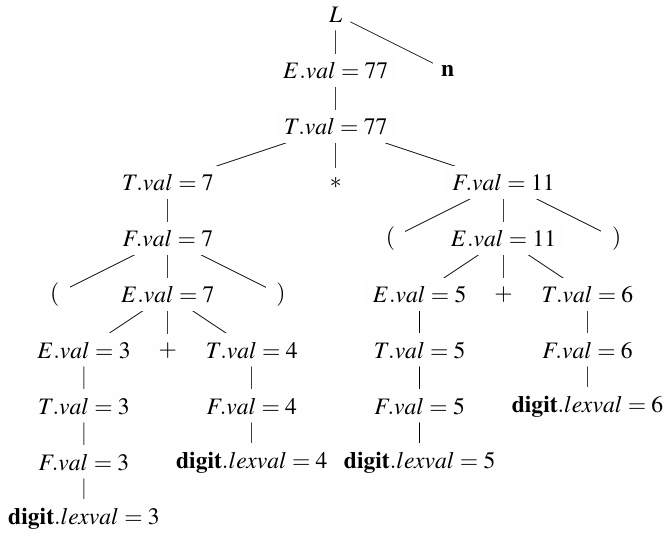 L
E.val = 77 n
T.val = 77
T.val = 7 * F.val = 11
F.val = 7 ( E.val = 11 )
( E.val = 7 ) E.val = 5 + T.val = 6
E.val = 3 + T.val = 4 T.val = 5 F.val = 6
T.val = 3 F.val = 4 F.val = 5 digit.lexval = 6
F.val = 3 digit.lexval = 4 digit.lexval = 5
digit.lexval = 3